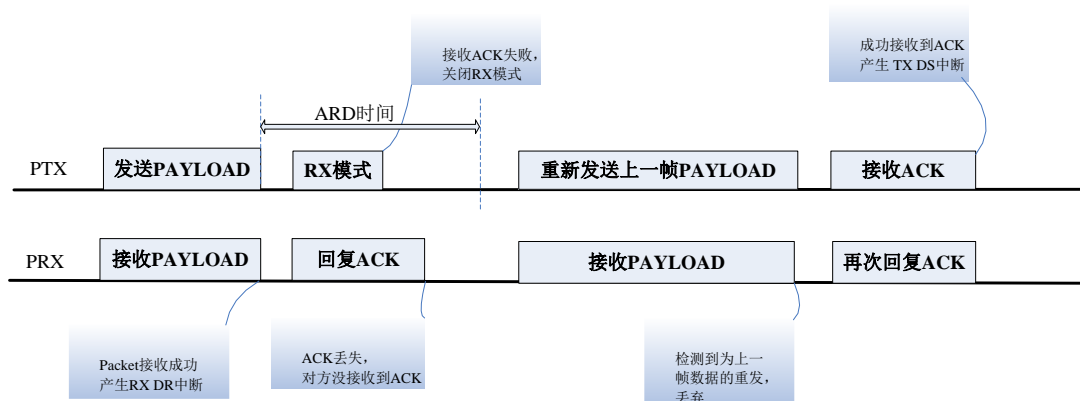 接收ACK失败，
关闭RX模式
成功接收到ACK
产生 TX DS中断
ARD时间
PTX
发送PAYLOAD
RX模式
重新发送上一帧PAYLOAD
接收ACK
PRX
接收PAYLOAD
回复ACK
接收PAYLOAD
再次回复ACK
Packet接收成功
产生RX DR中断
ACK丢失，
对方没接收到ACK
检测到为上一
帧数据的重发，
丢弃